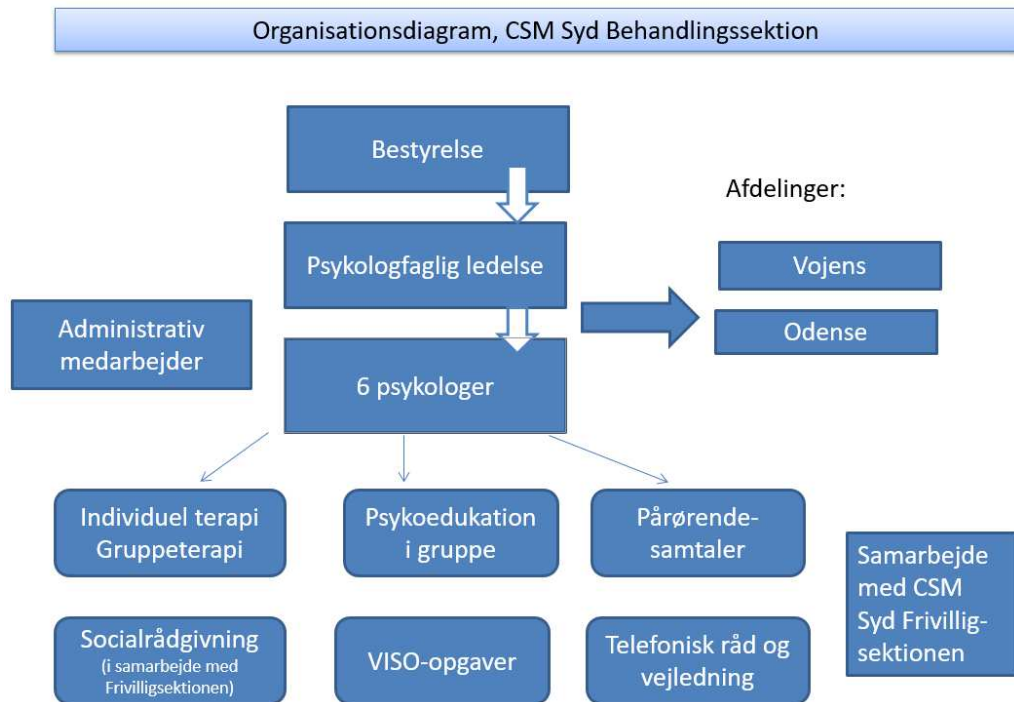 Organisationsdiagram, CSM Syd Behandlingssektion
Bestyrelse
Afdelinger:
Psykologfaglig ledelse
Vojens
Administrativ
medarbejder
Odense
6 psykologer
Individuel terapi
Gruppeterapi
Psykoedukation
i gruppe
Pårørende-
samtaler
Samarbejde
med CSM
Syd Frivillig-
sektionen
Socialrådgivning
(i samarbejde med
Frivilligsektionen)
VISO-opgaver
Telefonisk råd og
vejledning